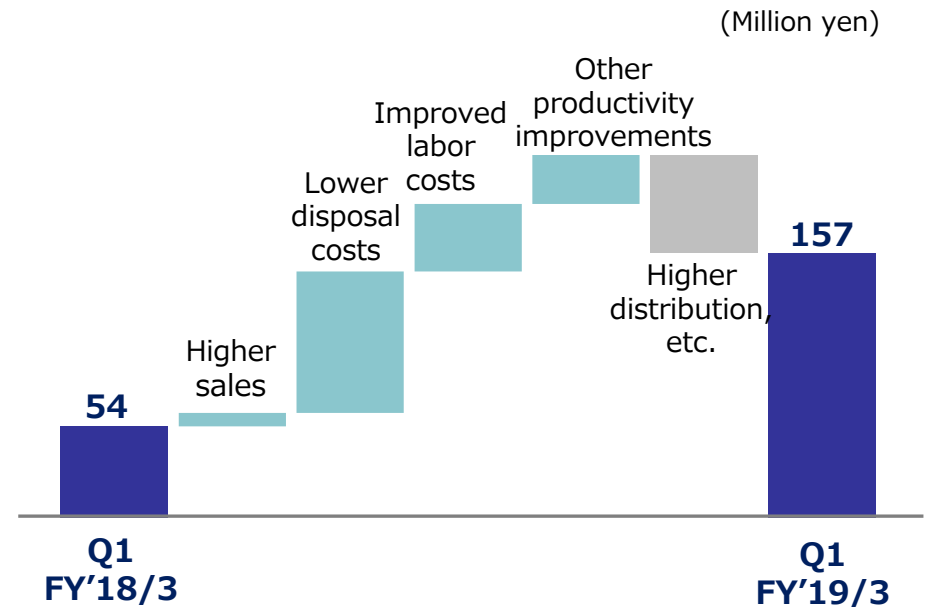 (Million yen)
Other
productivity
improvements
Improved
labor
costs
Lower
disposal
costs
Higher
sales
Higher
distribution,
etc.
54
157
Q1
FY’18/3
Q1
FY’19/3